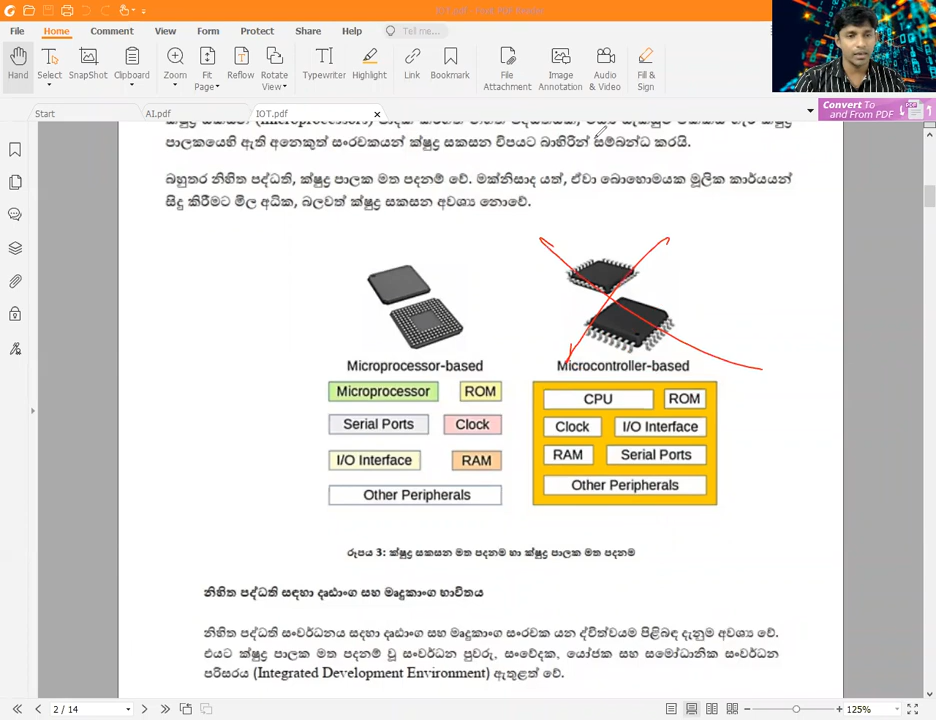 IOT.pdf - Foxit PDF Reader
File Home Comment View Form Protect Share Help Tell me...
Hand Select SnapShot Clipboard Zoom Fit Page Reflow Rotate View Typewriter Highlight Link Bookmark File Attachment Image Annotation Audio & Video Fill & Sign
Start AI.pdf IOT.pdf
Convert To and
(Microprocessors)
පාලකයෙහි ඇති අනෙකුත් සංරචකයන් ක්ෂුද්‍ර සකසන චිපයට බාහිරින් සම්බන්ධ කරයි.
බහුතර නිහිත පද්ධති, ක්ෂුද්‍ර පාලක මත පදනම් වේ. මක්නිසාද යත්, ඒවා බොහොමයක මූලික කාර්යයන්
සිදු කිරීමට මිල අධික, බලවත් ක්ෂුද්‍ර සකසන අවශ්‍ය නොවේ.
Microprocessor-based
Microprocessor ROM
Serial Ports Clock
I/O Interface RAM
Other Peripherals
Microcontroller-based
CPU ROM
Clock I/O Interface
RAM Serial Ports
Other Peripherals
රූපය 3: ක්ෂුද්‍ර සකසන මත පදනම හා ක්ෂුද්‍ර පාලක මත පදනම
නිහිත පද්ධති සඳහා දෘඪාංග සහ මෘදුකාංග භාවිතය
නිහිත පද්ධති සංවර්ධනය සදහා දෘඪාංග සහ මෘදුකාංග සංරචක යන ද්විත්වයම පිළිබඳ දැනුම අවශ්‍ය වේ.
එයට ක්ෂුද්‍ර පාලක මත පදනම් වූ සංවර්ධන පුවරු, සංවේදක, යෝජක සහ සමෝධානික සංවර්ධන
පරිසරය (Integrated Development Environment) ඇතුළත් වේ.
2 / 14
125%